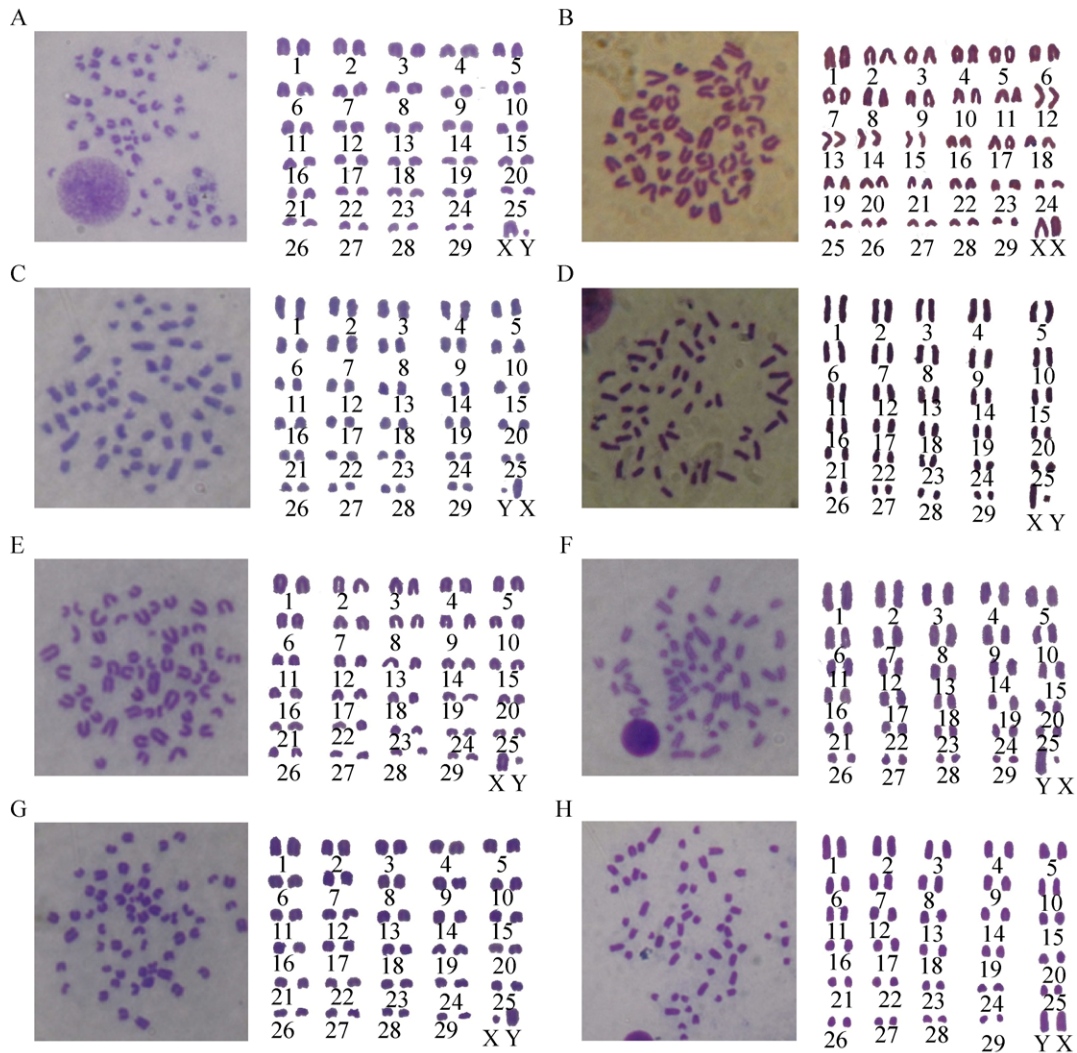 A
1 2 3 4 5
6 7 8 9 10
11 12 13 14 15
16 17 18 19 20
21 22 23 24 25
26 27 28 29 X Y
B
1 2 3 4 5 6
7 8 9 10 11 12
13 14 15 16 17 18
19 20 21 22 23 24
25 26 27 28 29 X X
C
1 2 3 4 5
6 7 8 9 10
11 12 13 14 15
16 17 18 19 20
21 22 23 24 25
26 27 28 29 Y X
D
1 2 3 4 5
6 7 8 9 10
11 12 13 14 15
16 17 18 19 20
21 22 23 24 25
27 28 29 X Y
26
E
1 2 3 4 5
6 7 8 9 10
11 12 13 14 15
16 17 18 19 20
21 22 23 24 25
26 27 28 29 X Y
F
1 2 3 4 5
6 7 8 9 10
11 12 13 14 15
16 17 18 19 20
21 22 23 24 25
26 27 28 29 Y X
G
1 2 3 4 5
6 7 8 9 10
11 12 13 14 15
16 17 18 19 20
21 22 23 24 25
26 27 28 29 X Y
H
1 2 3 4 5
6 7 8 9 10
11 12 13 14 15
16 17 18 19 20
21 22 23 24 25
26 27 28 29 Y X